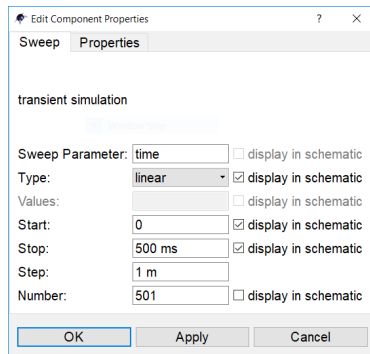 Edit Component Properties ? ×
Sweep Properties
transient simulation
Sweep Parameter: time display in schematic
Type: linear display in schematic
Values: display in schematic
Start: 0 display in schematic
Stop: 500 ms display in schematic
Step: 1 m
Number: 501 display in schematic
OK Apply Cancel